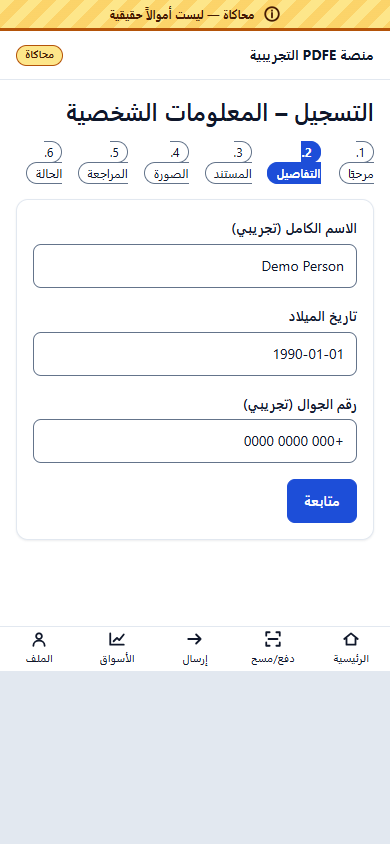 محاكاة — ليست أموالاً حقيقية
منصة PDFE التجريبية
محاكاة
التسجيل – المعلومات الشخصية
1. مرحبًا
2. التفاصيل
3. المستند
4. الصورة
5. المراجعة
6. الحالة
الاسم الكامل (تجريبي)
Demo Person
تاريخ الميلاد
1990-01-01
رقم الجوال (تجريبي)
+000 0000 0000
متابعة
الرئيسية
دفع/مسح
إرسال
الأسواق
الملف